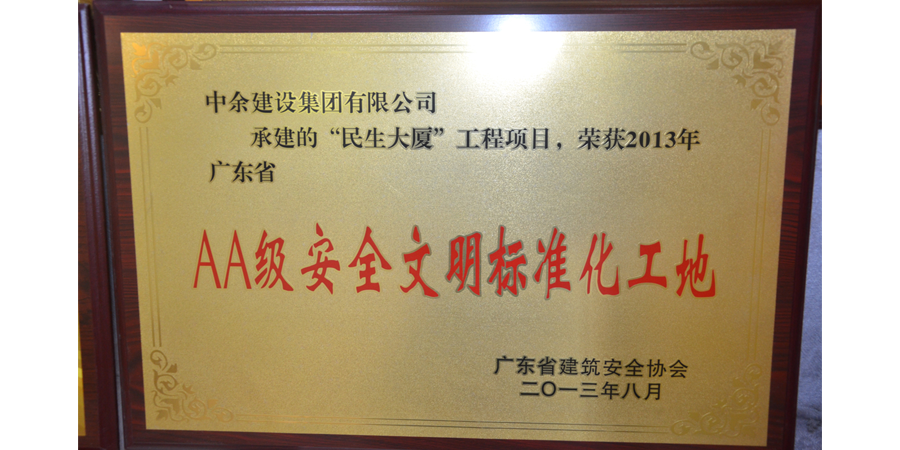 中余建设集团有限公司
承建的“民生大厦”工程项目，荣获2013年
广东省
AA级安全文明标准化工地
广东省建筑安全协会
二〇一三年八月